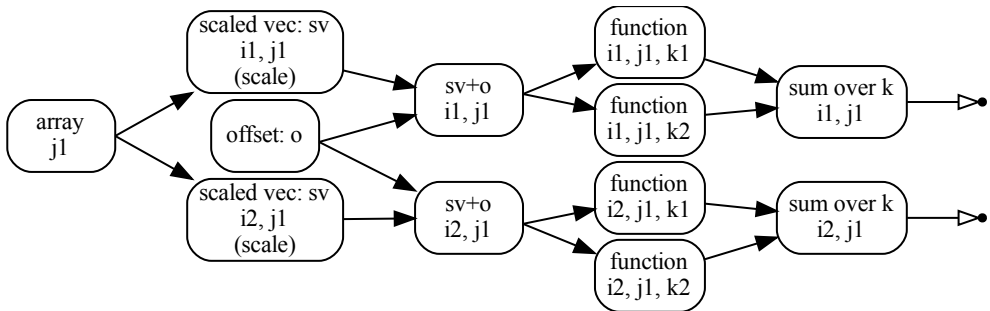 array
j1
scaled vec: sv
i1, j1
(scale)
offset: o
scaled vec: sv
i2, j1
(scale)
sv+o
i1, j1
sv+o
i2, j1
function
i1, j1, k1
function
i1, j1, k2
function
i2, j1, k1
function
i2, j1, k2
sum over k
i1, j1
sum over k
i2, j1